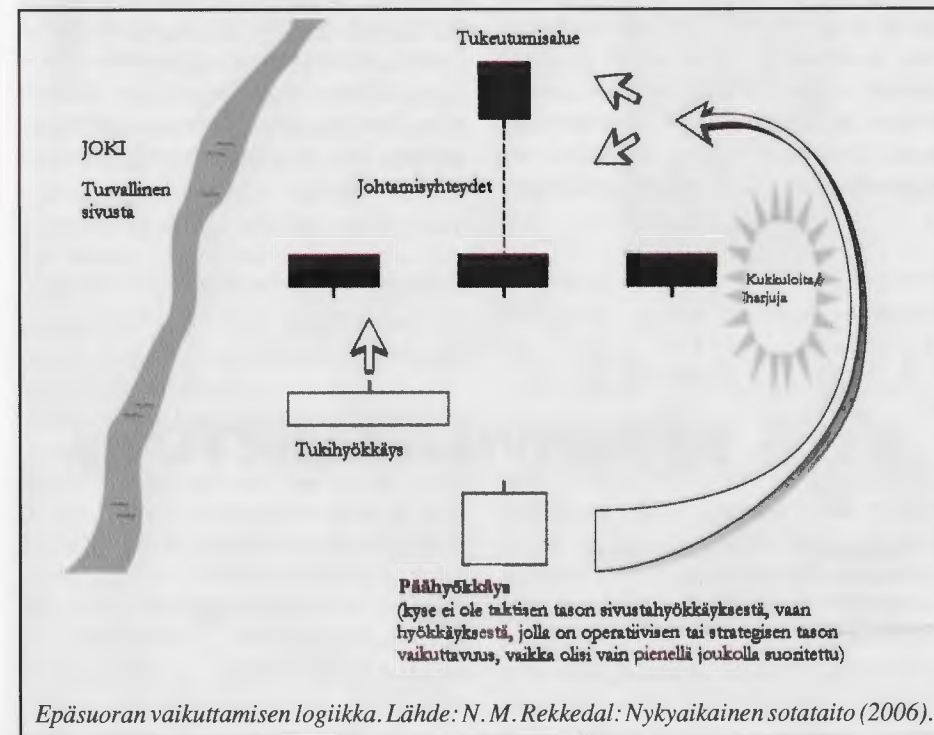 Tukeutumisalue
JOKI
Turvallinen
sivusta
Johtamisyhteydet
Kukkuloita/
harjuja
Tukihyökkäys
Päähyökkäys
(kyse ei ole taktisen tason sivustahyökkäyksestä, vaan
hyökkäyksestä, jolla on operatiivisen tai strategisen tason
vaikuttavuus, vaikka olisi vain pienellä joukolla suoritettu)
Epäsuoran vaikuttamisen logiikka. Lähde: N. M. Rekkedal: Nykyaikainen sotataito (2006).